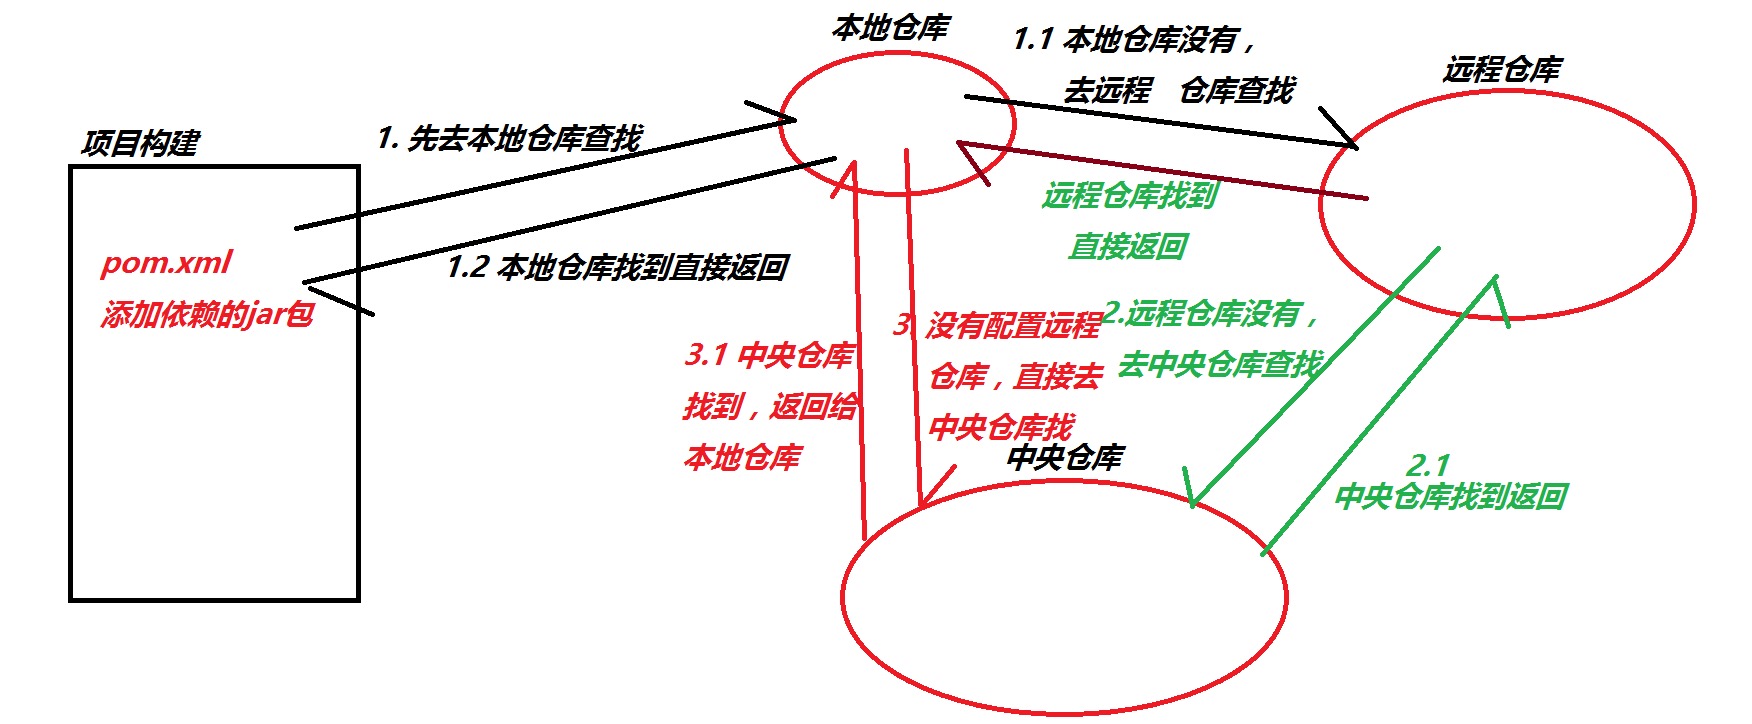 本地仓库
1.1 本地仓库没有，
去远程 仓库查找
远程仓库
项目构建
1. 先去本地仓库查找
pom.xml
添加依赖的jar包
1.2 本地仓库找到直接返回
远程仓库找到
直接返回
2.远程仓库没有，
去中央仓库查找
3.1 中央仓库
找到，返回给
本地仓库
3. 没有配置远程
仓库，直接去
中央仓库找
中央仓库
2.1
中央仓库找到返回